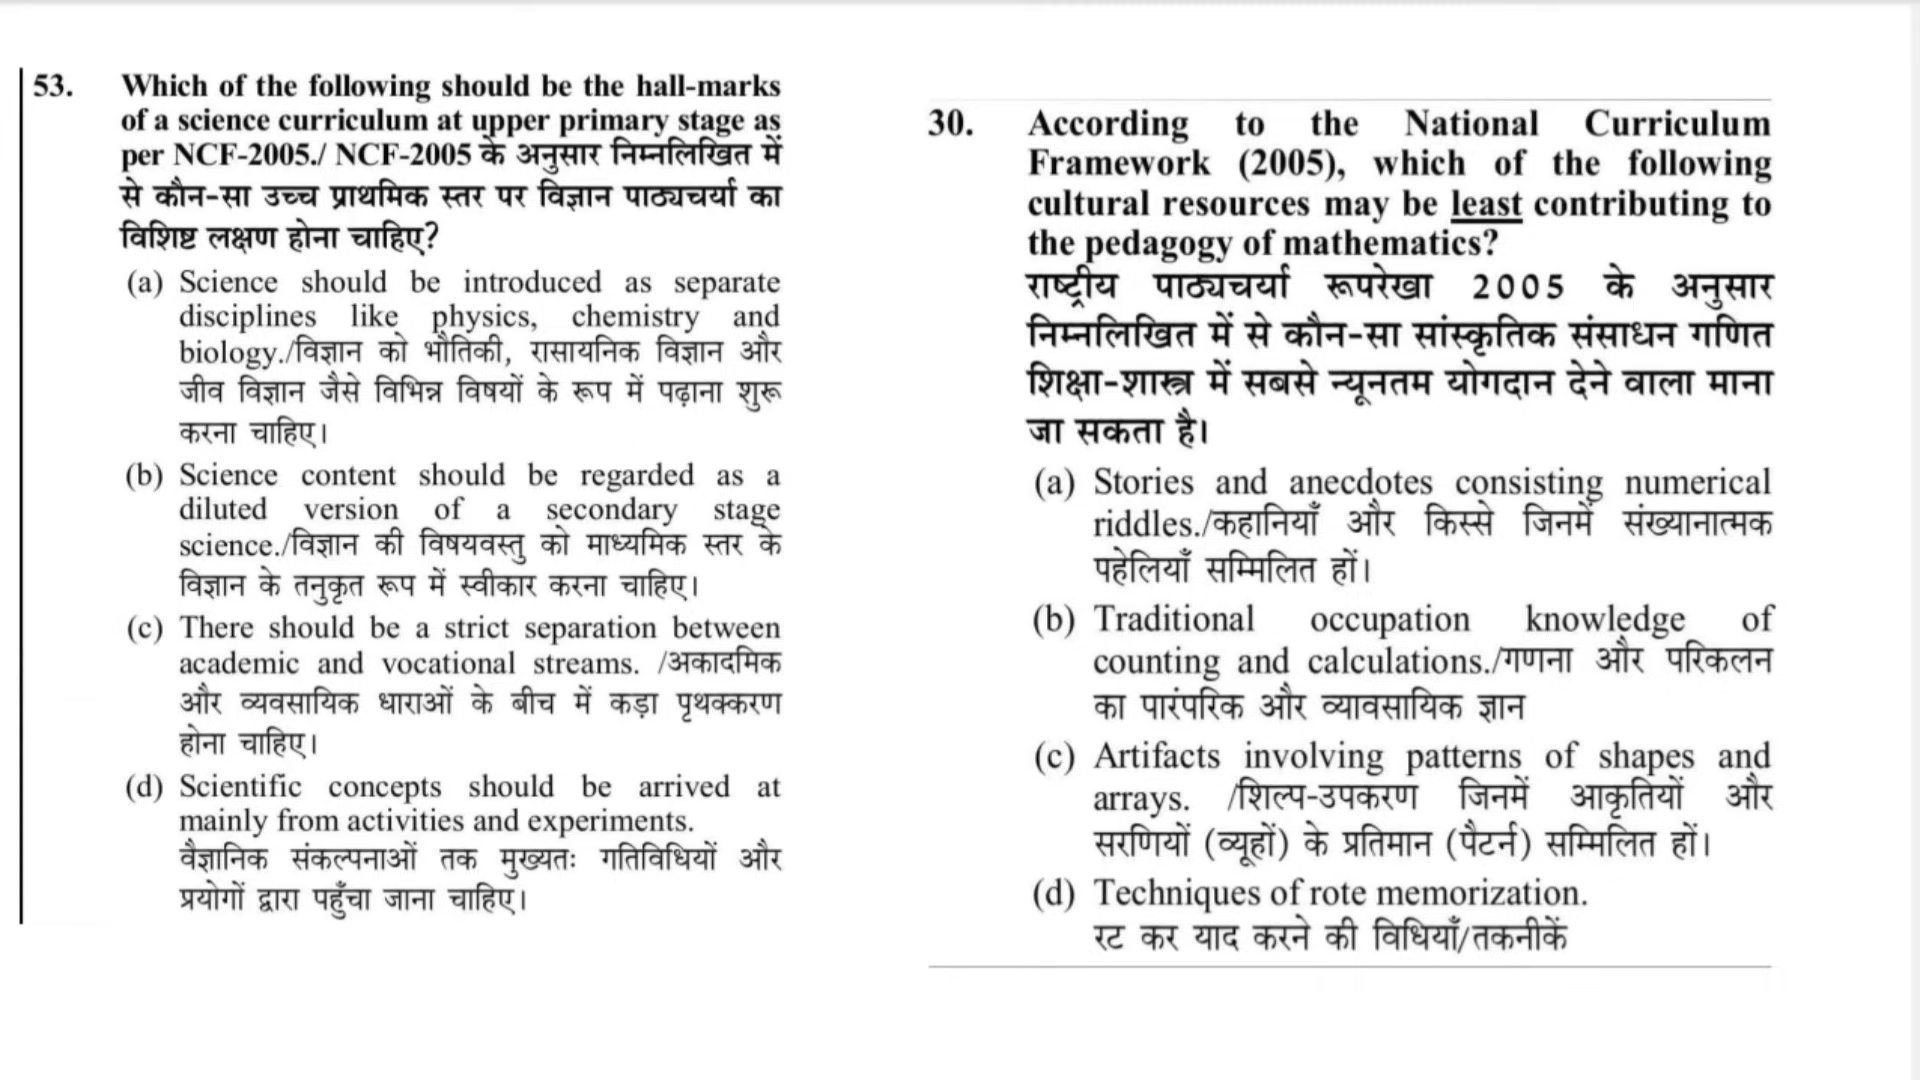 53. Which of the following should be the hall-marks
of a science curriculum at upper primary stage as
per NCF-2005./ NCF-2005 के अनुसार निम्नलिखित में
से कौन-सा उच्च प्राथमिक स्तर पर विज्ञान पाठ्यचर्या का
विशिष्ट लक्षण होना चाहिए?
(a) Science should be introduced as separate
disciplines like physics, chemistry and
biology./विज्ञान को भौतिकी, रासायनिक विज्ञान और
जीव विज्ञान जैसे विभिन्न विषयों के रूप में पढ़ाना शुरू
करना चाहिए।
(b) Science content should be regarded as a
diluted version of a secondary stage
science./विज्ञान की विषयवस्तु को माध्यमिक स्तर के
विज्ञान के तनुकृत रूप में स्वीकार करना चाहिए।
(c) There should be a strict separation between
academic and vocational streams. /अकादमिक
और व्यवसायिक धाराओं के बीच में कड़ा पृथक्करण
होना चाहिए।
(d) Scientific concepts should be arrived at
mainly from activities and experiments.
वैज्ञानिक संकल्पनाओं तक मुख्यतः गतिविधियों और
प्रयोगों द्वारा पहुँचा जाना चाहिए।
30. According to the National Curriculum
Framework (2005), which of the following
cultural resources may be least contributing to
the pedagogy of mathematics?
राष्ट्रीय पाठ्यचर्या रूपरेखा 2005 के अनुसार
निम्नलिखित में से कौन-सा सांस्कृतिक संसाधन गणित
शिक्षा-शास्त्र में सबसे न्यूनतम योगदान देने वाला माना
जा सकता है।
(a) Stories and anecdotes consisting numerical
riddles./कहानियाँ और किस्से जिनमें संख्यानात्मक
पहेलियाँ सम्मिलित हों।
(b) Traditional occupation knowledge of
counting and calculations./गणना और परिकलन
का पारंपरिक और व्यावसायिक ज्ञान
(c) Artifacts involving patterns of shapes and
arrays. /शिल्प-उपकरण जिनमें आकृतियों और
सरणियों (व्यूहों) के प्रतिमान (पैटर्न) सम्मिलित हों।
(d) Techniques of rote memorization.
रट कर याद करने की विधियाँ/तकनीकें